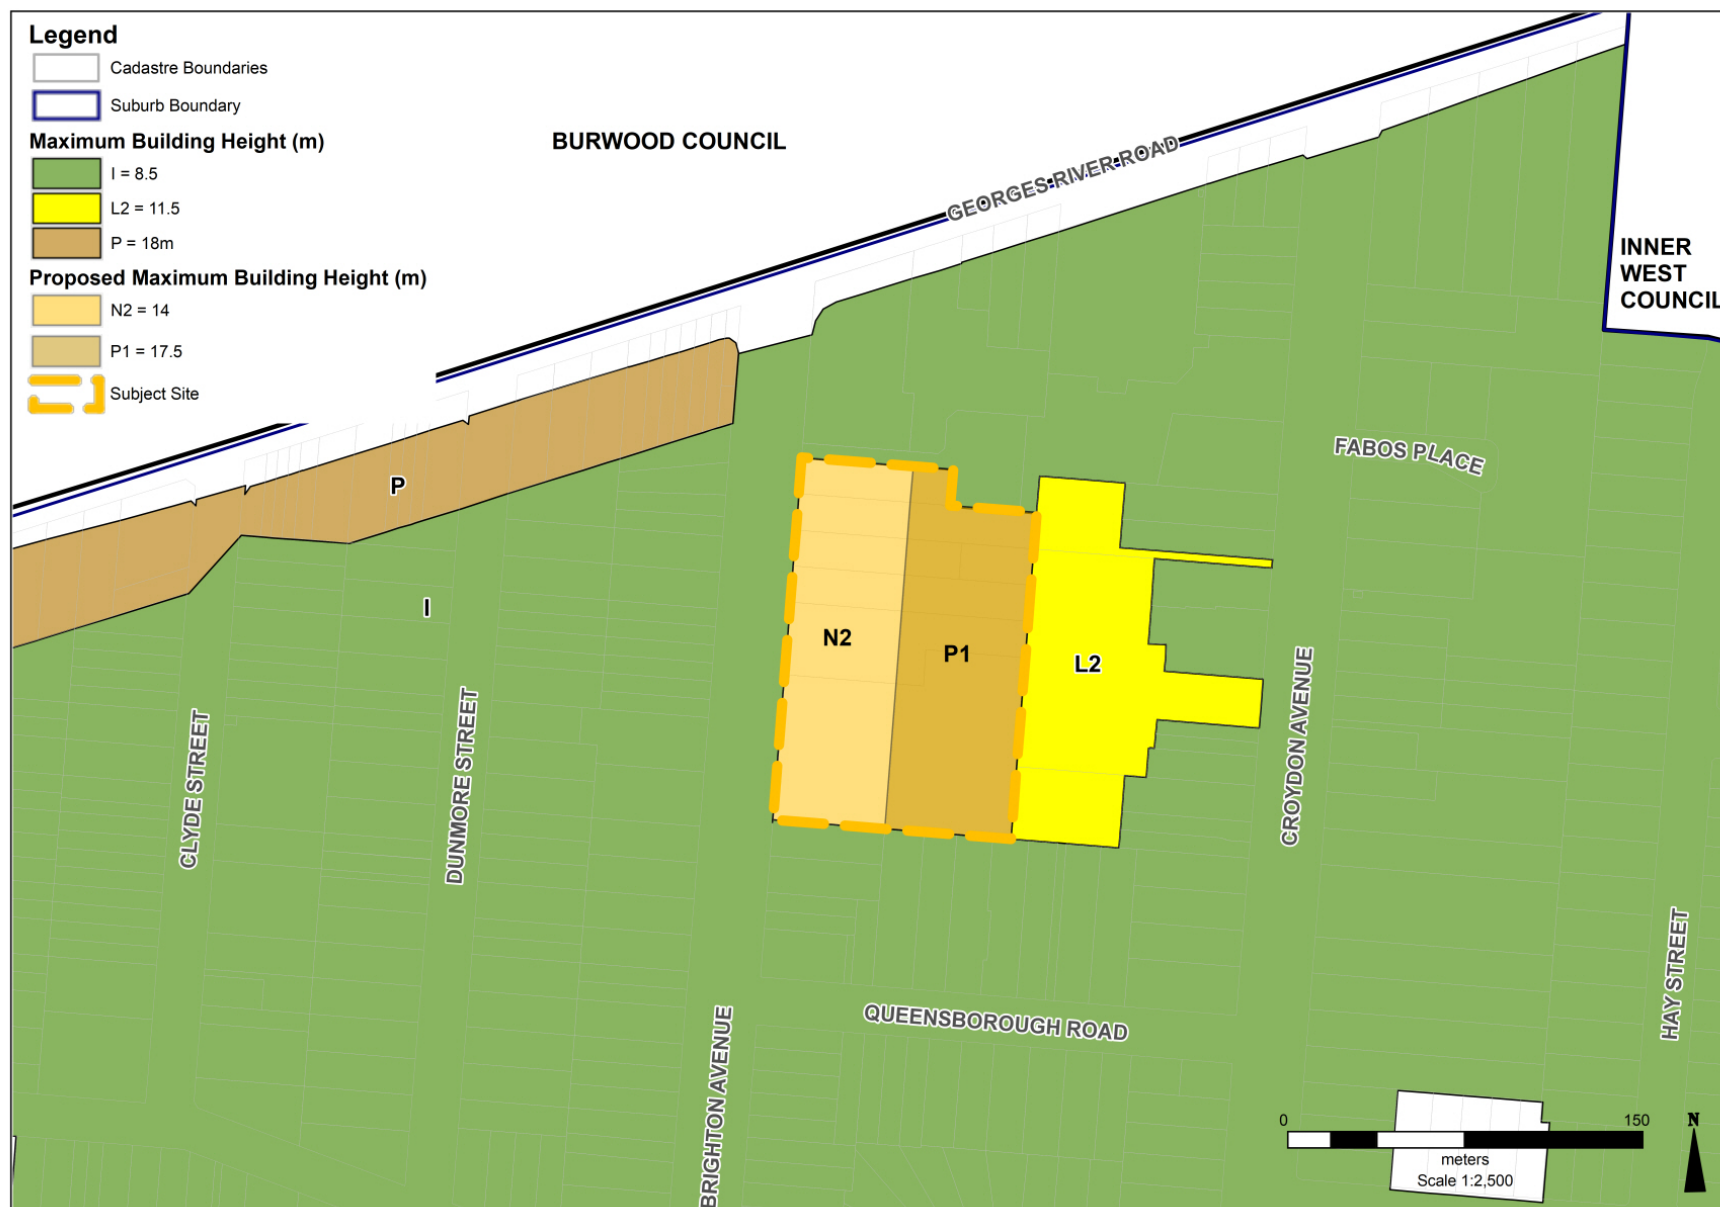 Legend
Cadastre Boundaries
Suburb Boundary
Maximum Building Height (m)
I = 8.5
L2 = 11.5
P = 18m
Proposed Maximum Building Height (m)
N2 = 14
P1 = 17.5
Subject Site
BURWOOD COUNCIL
GEORGES RIVER ROAD
INNER
WEST
COUNCIL
FABOS PLACE
P
I
N2
P1
L2
CLYDE STREET
DUNMORE STREET
BRIGHTON AVENUE
CROYDON AVENUE
HAY STREET
QUEENSBOROUGH ROAD
0 150
meters
Scale 1:2,500
N